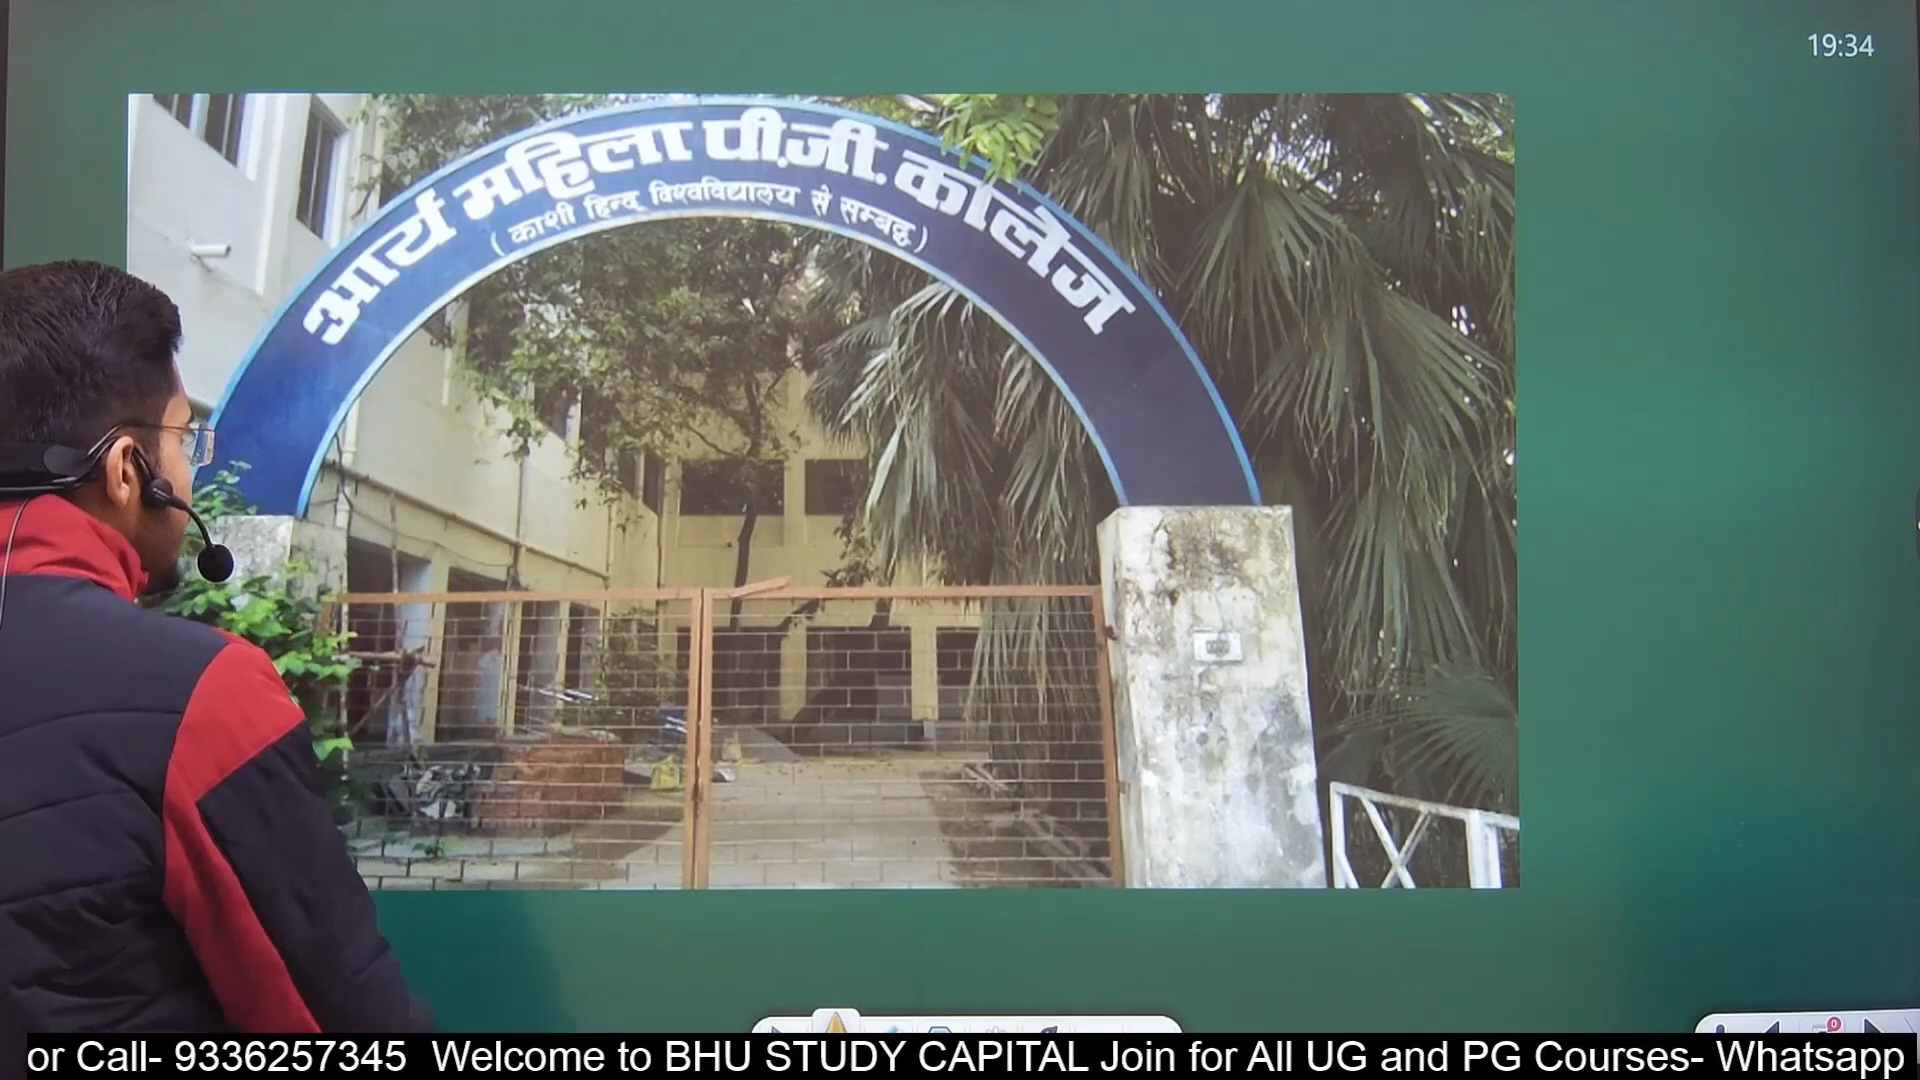 19:34
आर्य महिला पी.जी. कालेज
( काशी हिन्दू विश्वविद्यालय से सम्बद्ध )
or Call- 9336257345 Welcome to BHU STUDY CAPITAL Join for All UG and PG Courses- Whatsapp